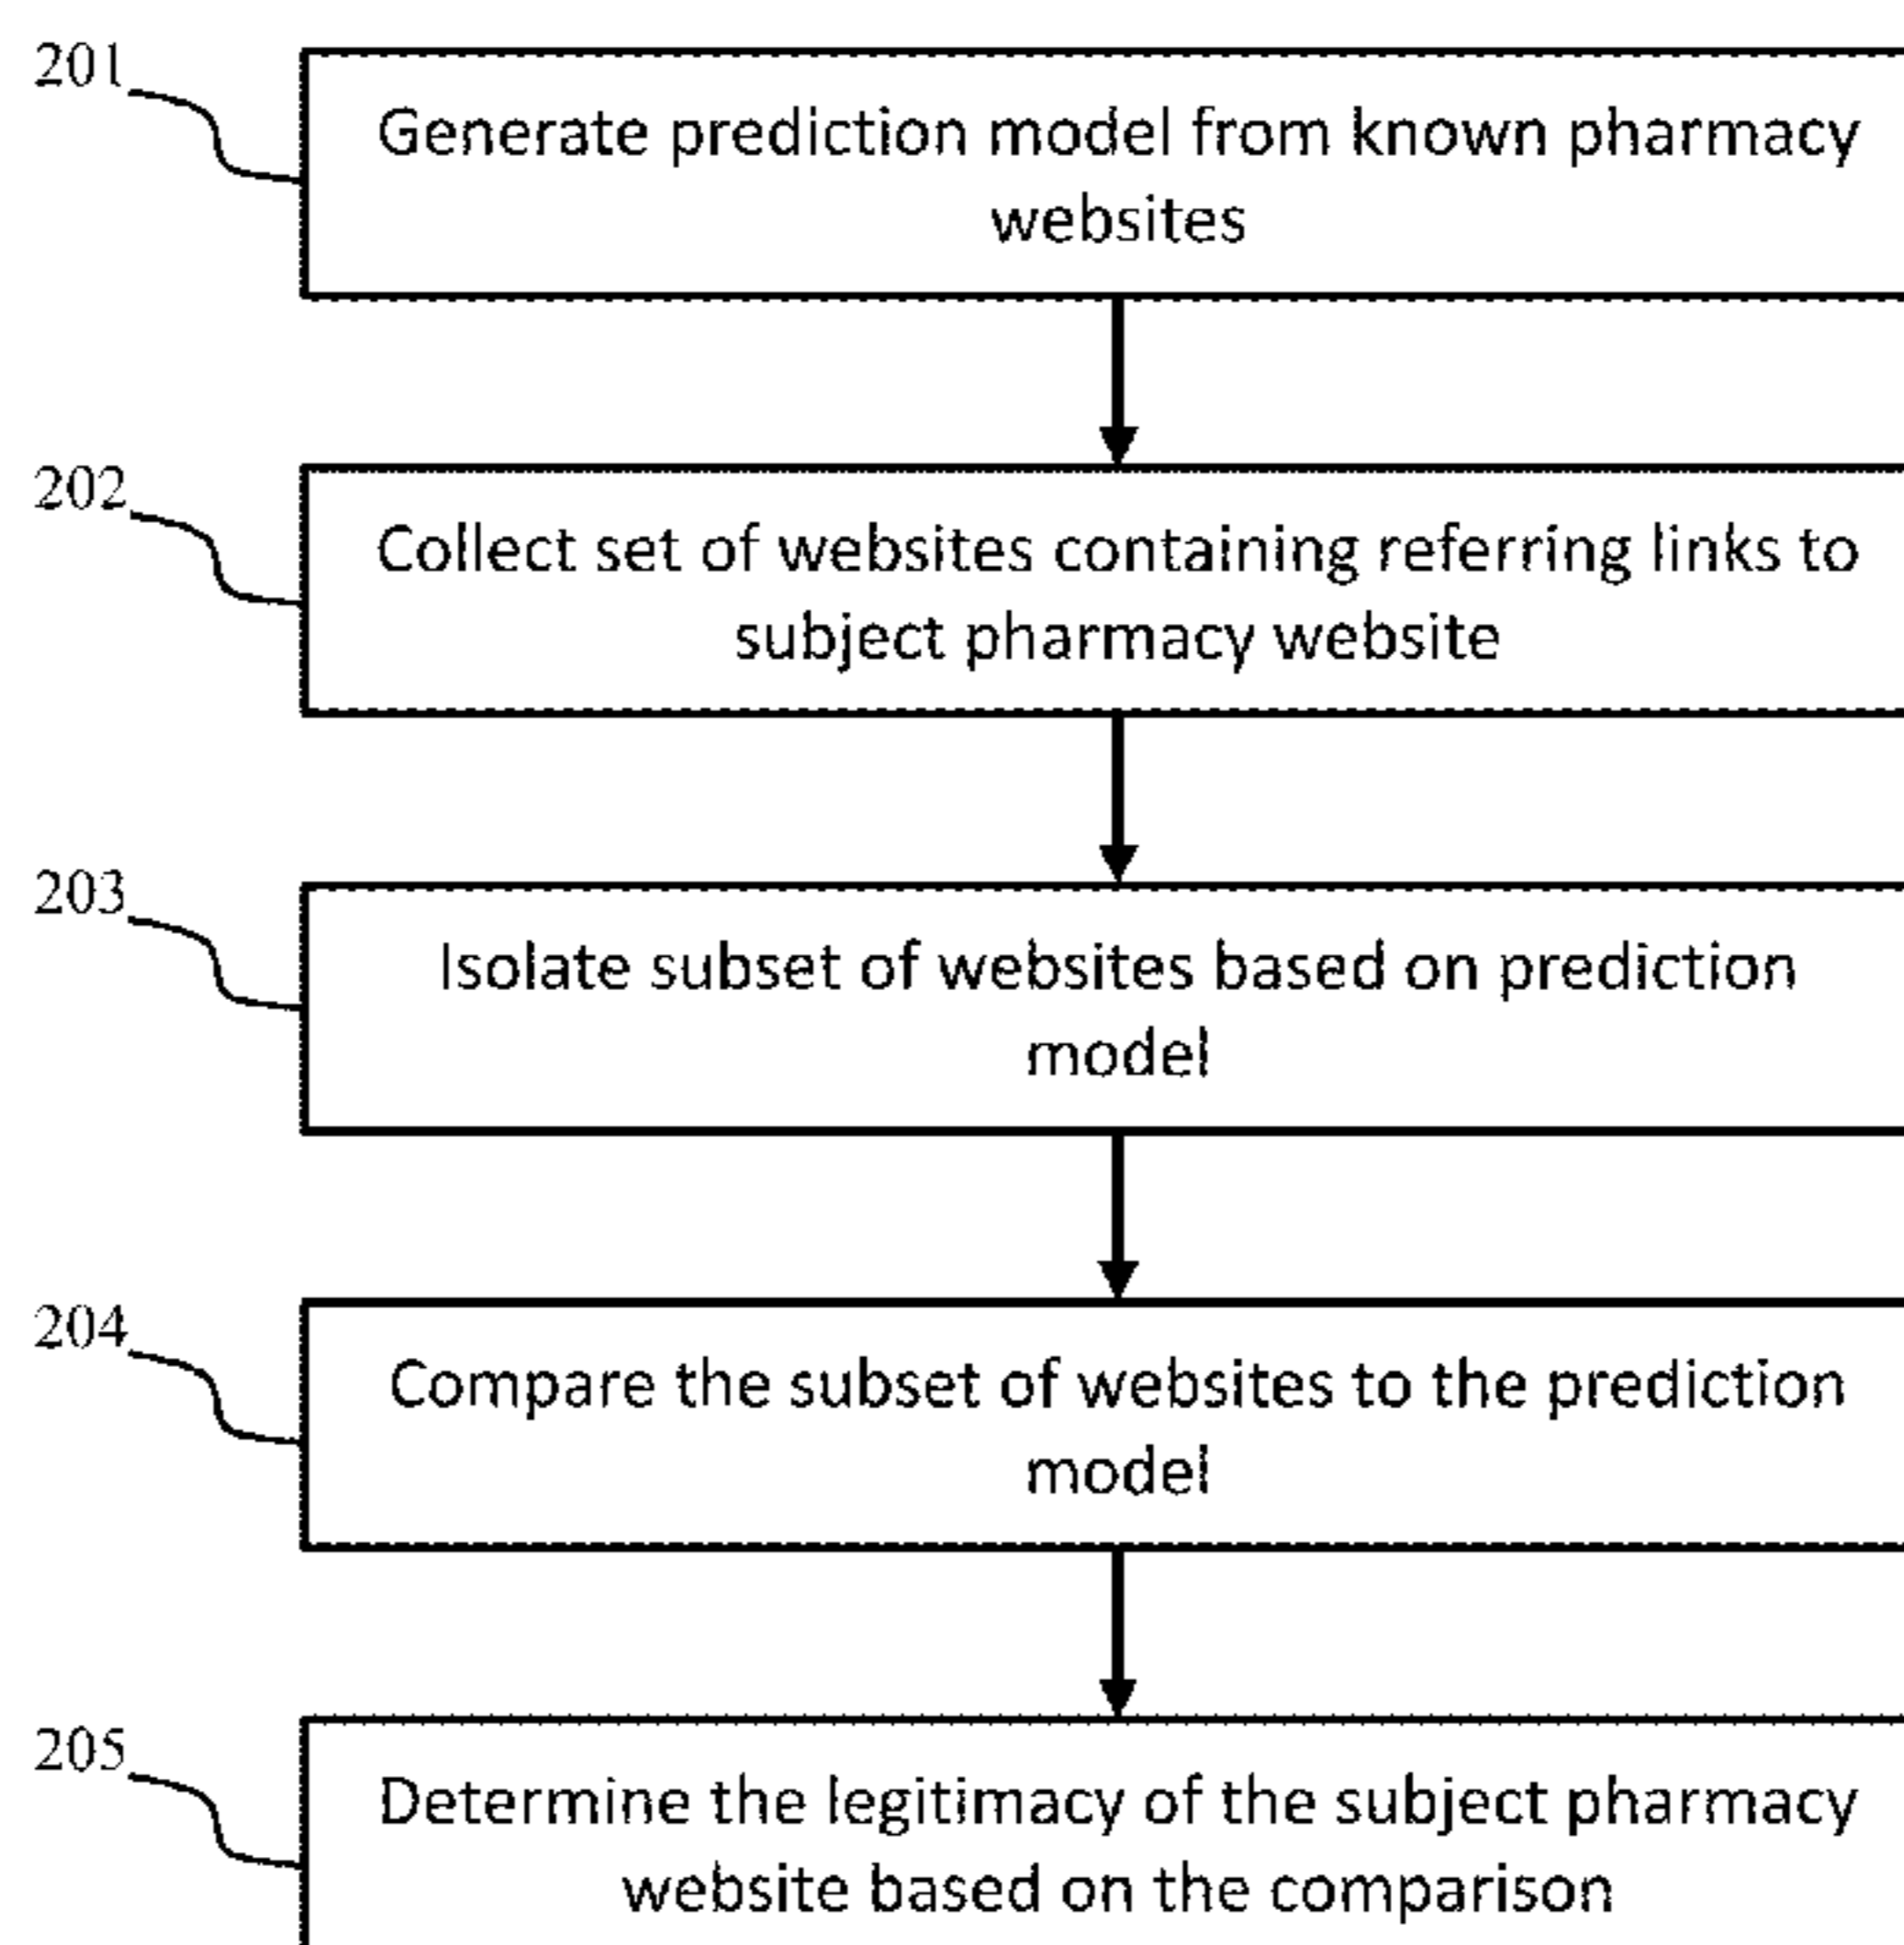 201
Generate prediction model from known pharmacy
websites
202
Collect set of websites containing referring links to
subject pharmacy website
203
Isolate subset of websites based on prediction
model
204
Compare the subset of websites to the prediction
model
205
Determine the legitimacy of the subject pharmacy
website based on the comparison